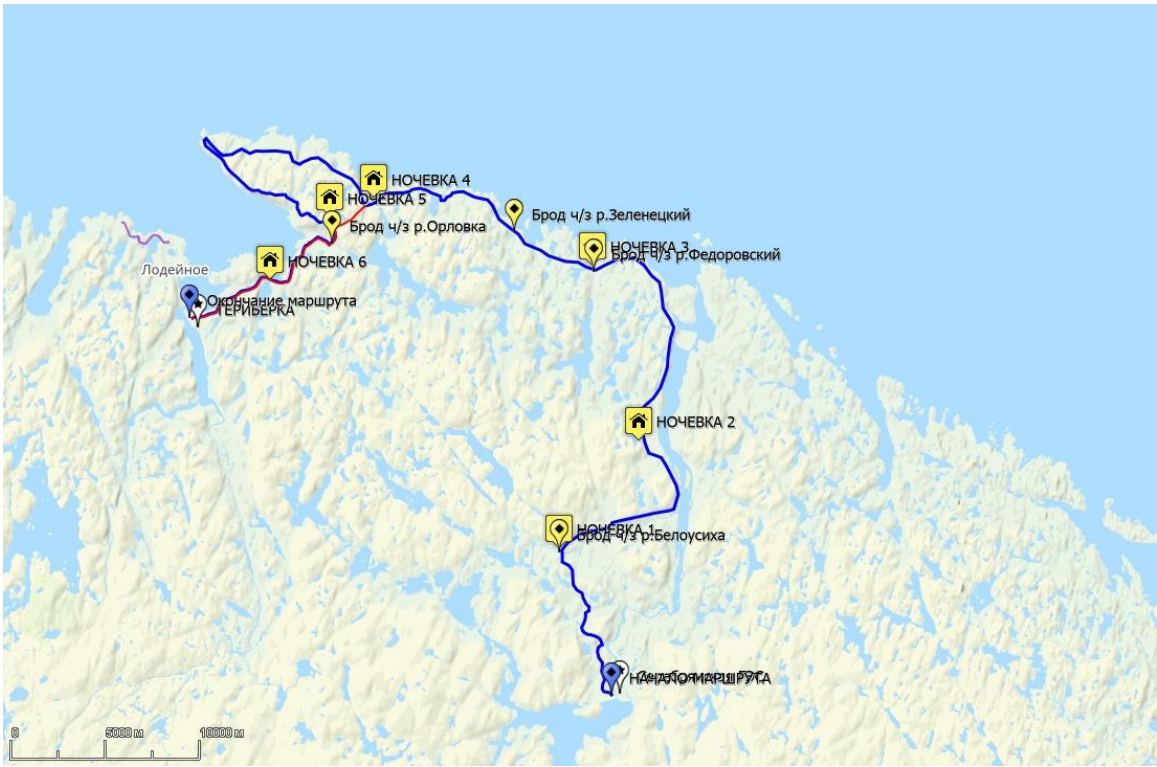 НОЧЕВКА 4
НОЧЕВКА 5
Брод ч/з р.Зеленецкий
Брод ч/з р.Орловка
НОЧЕВКА 3
Брод ч/з р.Федоровский
НОЧЕВКА 6
Лодейное
Окончание маршрута
ТЕРИБЕРКА
НОЧЕВКА 2
НОЧЕВКА 1
Брод ч/з р.Белоусиха
НАЧАЛО МАРШРУТА
0
5000 м
10000 м